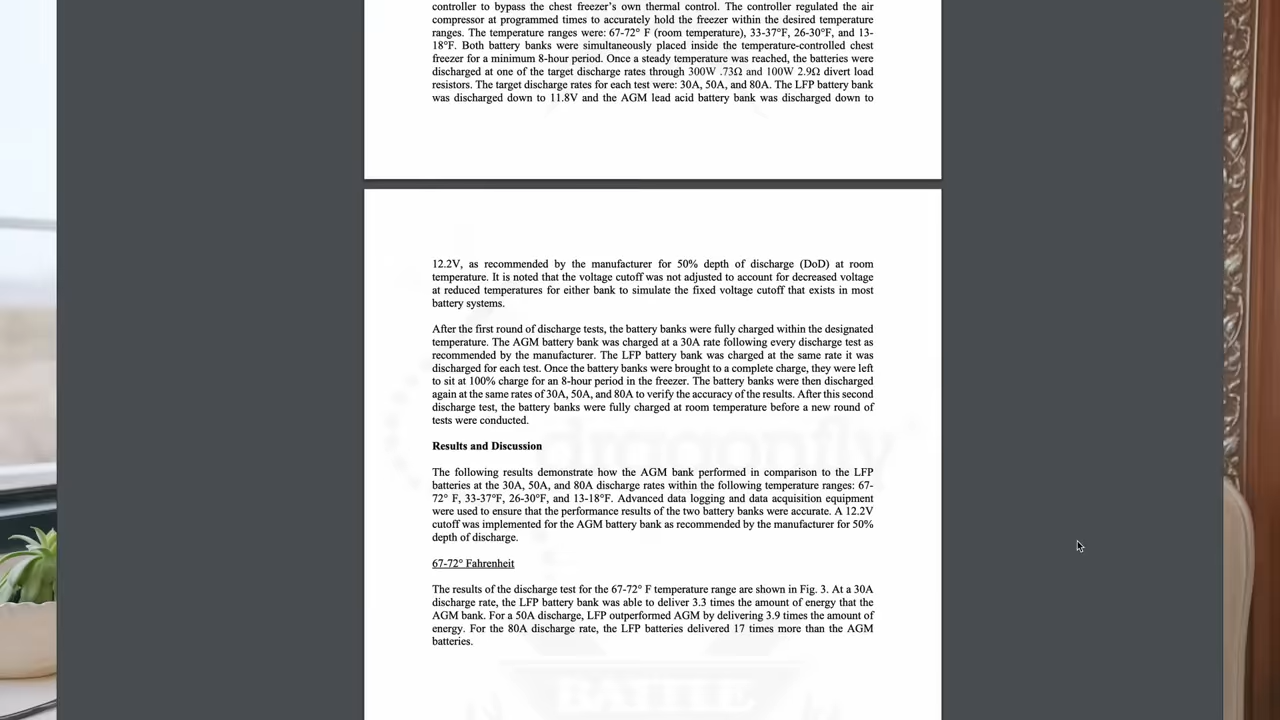 controller to bypass the chest freezer's own thermal control. The controller regulated the air
compressor at programmed times to accurately hold the freezer within the desired temperature
ranges. The temperature ranges were: 67-72° F (room temperature), 33-37°F, 26-30°F, and 13-
18°F. Both battery banks were simultaneously placed inside the temperature-controlled chest
freezer for a minimum 8-hour period. Once a steady temperature was reached, the batteries were
discharged at one of the target discharge rates through 300W .73Ω and 100W 2.9Ω divert load
resistors. The target discharge rates for each test were: 30A, 50A, and 80A. The LFP battery bank
was discharged down to 11.8V and the AGM lead acid battery bank was discharged down to
12.2V, as recommended by the manufacturer for 50% depth of discharge (DoD) at room
temperature. It is noted that the voltage cutoff was not adjusted to account for decreased voltage
at reduced temperatures for either bank to simulate the fixed voltage cutoff that exists in most
battery systems.
After the first round of discharge tests, the battery banks were fully charged within the designated
temperature. The AGM battery bank was charged at a 30A rate following every discharge test as
recommended by the manufacturer. The LFP battery bank was charged at the same rate it was
discharged for each test. Once the battery banks were brought to a complete charge, they were left
to sit at 100% charge for an 8-hour period in the freezer. The battery banks were then discharged
again at the same rates of 30A, 50A, and 80A to verify the accuracy of the results. After this second
discharge test, the battery banks were fully charged at room temperature before a new round of
tests were conducted.
dragonfly
Results and Discussion
The following results demonstrate how the AGM bank performed in comparison to the LFP
batteries at the 30A, 50A, and 80A discharge rates within the following temperature ranges: 67-
72° F, 33-37°F, 26-30°F, and 13-18°F. Advanced data logging and data acquisition equipment
were used to ensure that the performance results of the two battery banks were accurate. A 12.2V
cutoff was implemented for the AGM battery bank as recommended by the manufacturer for 50%
depth of discharge.
67-72° Fahrenheit
The results of the discharge test for the 67-72° F temperature range are shown in Fig. 3. At a 30A
discharge rate, the LFP battery bank was able to deliver 3.3 times the amount of energy that the
AGM bank. For a 50A discharge, LFP outperformed AGM by delivering 3.9 times the amount of
energy. For the 80A discharge rate, the LFP batteries delivered 17 times more than the AGM
batteries.
BATTLE